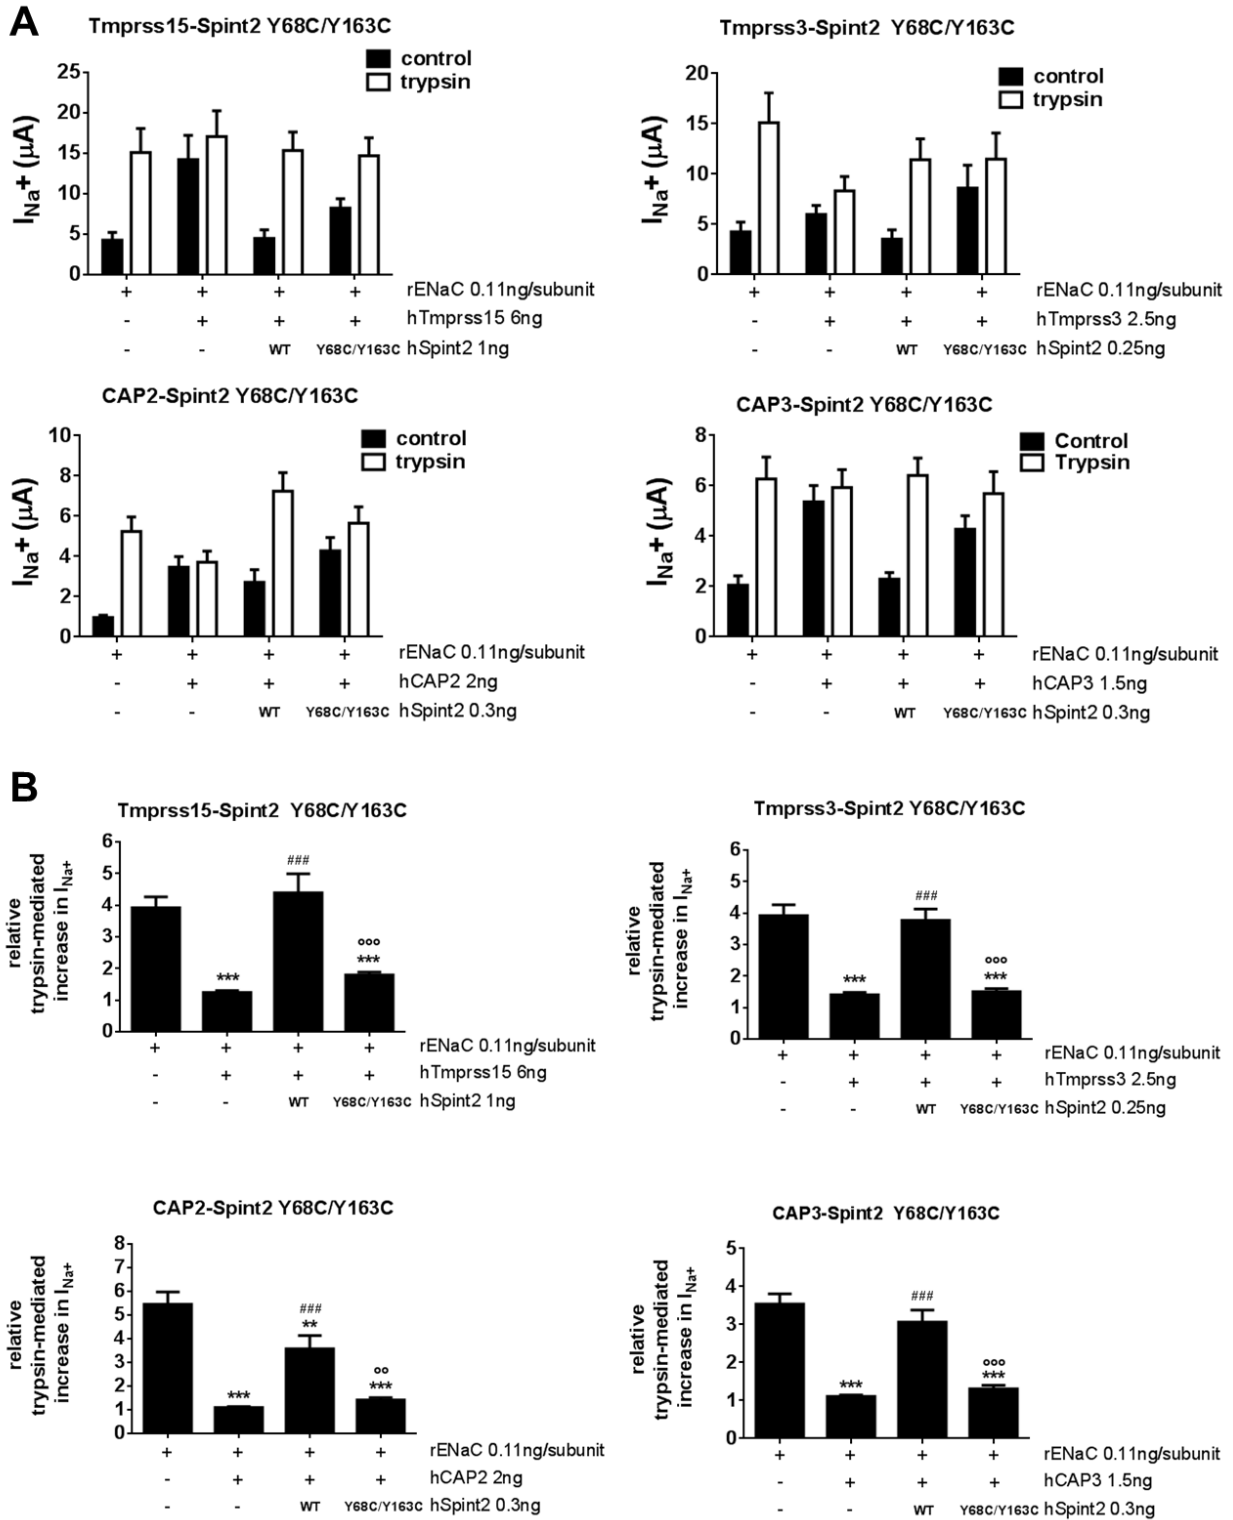 A
Tmprss15-Spint2 Y68C/Y163C
control
trypsin
25
20
15
10
5
0
INa+ (µA)
+ + + + rENaC 0.11ng/subunit
- + + + hTmprss15 6ng
- - WT Y68C/Y163C hSpint2 1ng
Tmprss3-Spint2 Y68C/Y163C
control
trypsin
20
15
10
5
0
INa+ (µA)
+ + + + rENaC 0.11ng/subunit
- + + + hTmprss3 2.5ng
- - WT Y68C/Y163C hSpint2 0.25ng
CAP2-Spint2 Y68C/Y163C
control
trypsin
10
8
6
4
2
0
INa+ (µA)
+ + + + rENaC 0.11ng/subunit
- + + + hCAP2 2ng
- - WT Y68C/Y163C hSpint2 0.3ng
CAP3-Spint2 Y68C/Y163C
Control
Trypsin
8
6
4
2
0
INa+ (µA)
+ + + + rENaC 0.11ng/subunit
- + + + hCAP3 1.5ng
- - WT Y68C/Y163C hSpint2 0.3ng
B
Tmprss15-Spint2 Y68C/Y163C
relative
trypsin-mediated
increase in INa+
6
5
4
3
2
1
0
###
°°°
*** ***
+ + + + rENaC 0.11ng/subunit
- + + + hTmprss15 6ng
- - WT Y68C/Y163C hSpint2 1ng
Tmprss3-Spint2 Y68C/Y163C
relative
trypsin-mediated
increase in INa+
6
5
4
3
2
1
0
###
°°°
*** ***
+ + + + rENaC 0.11ng/subunit
- + + + hTmprss3 2.5ng
- - WT Y68C/Y163C hSpint2 0.25ng
CAP2-Spint2 Y68C/Y163C
relative
trypsin-mediated
increase in INa+
8
7
6
5
4
3
2
1
0
###
**
°°
*** ***
+ + + + rENaC 0.11ng/subunit
- + + + hCAP2 2ng
- - WT Y68C/Y163C hSpint2 0.3ng
CAP3-Spint2 Y68C/Y163C
relative
trypsin-mediated
increase in INa+
5
4
3
2
1
0
###
°°°
*** ***
+ + + + rENaC 0.11ng/subunit
- + + + hCAP3 1.5ng
- - WT Y68C/Y163C hSpint2 0.3ng